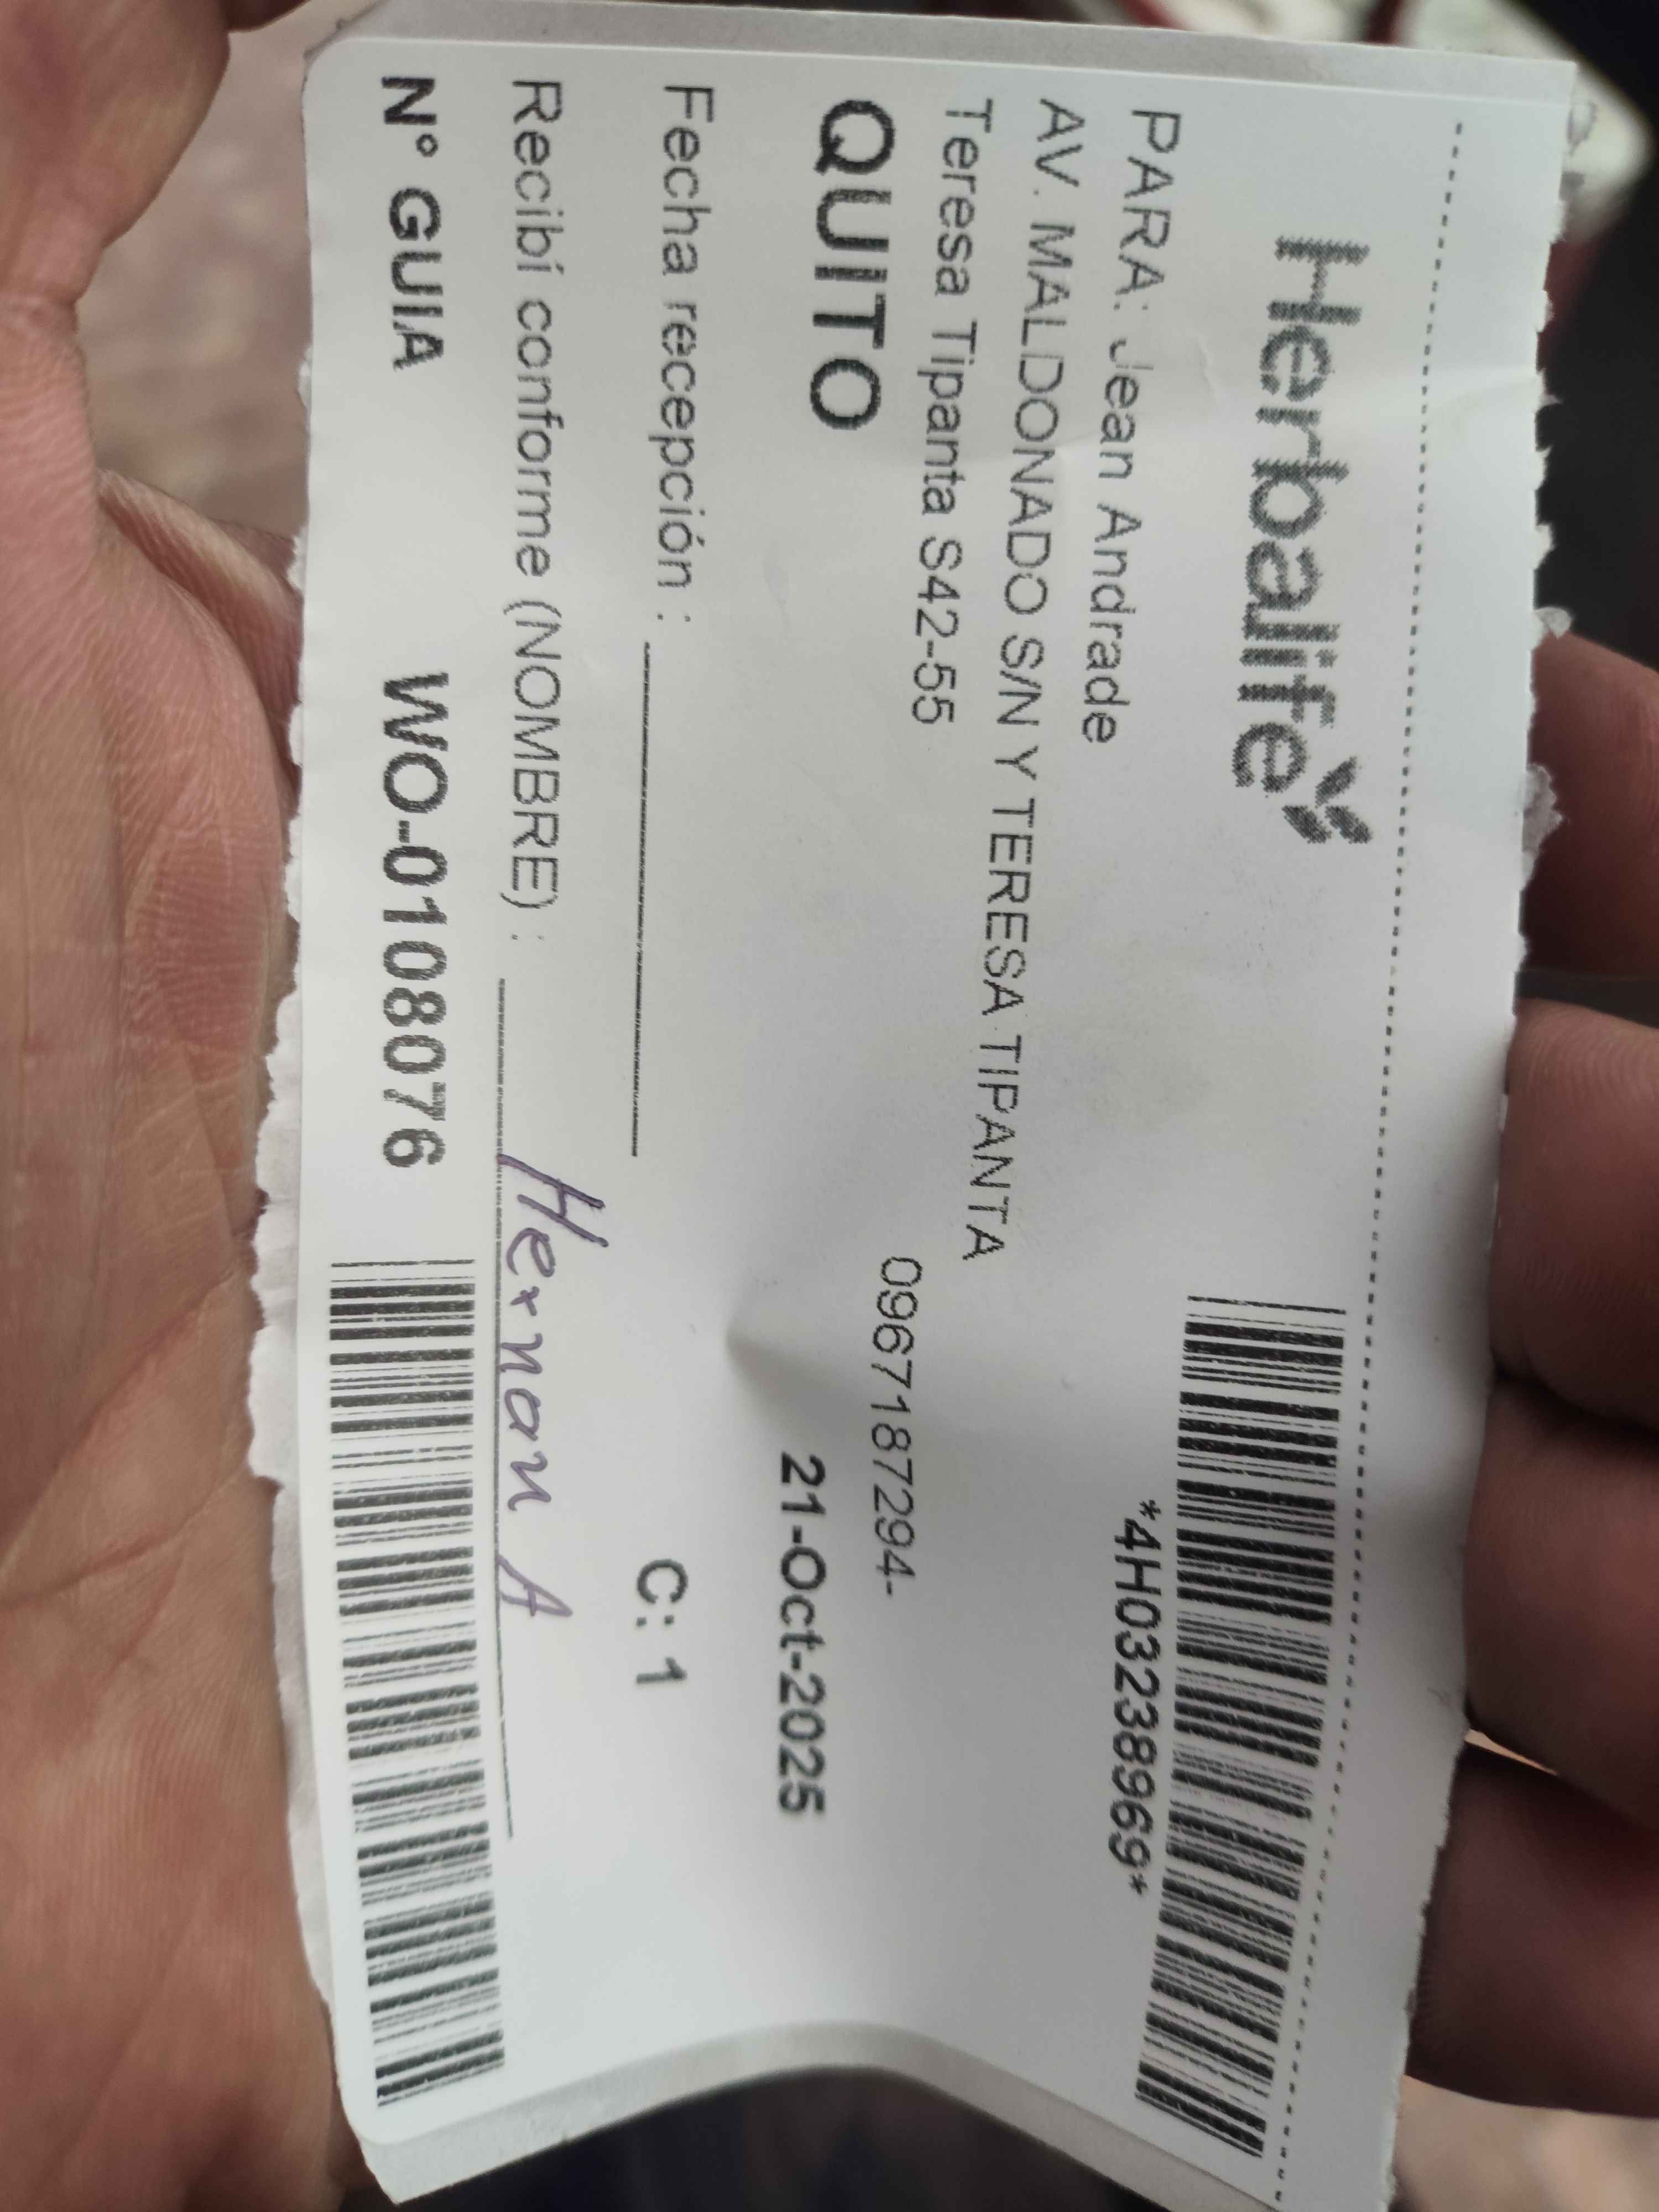 Herbalife
*4H03238969*
PARA: Jean Andrade
AV. MALDONADO S/N Y TERESA TIPANTA
Teresa Tipanta S42-55
0967187294-
QUITO
21-Oct-2025
Fecha recepción :
C: 1
Recibí conforme (NOMBRE) : Hernan A
N° GUIA WO-0108076